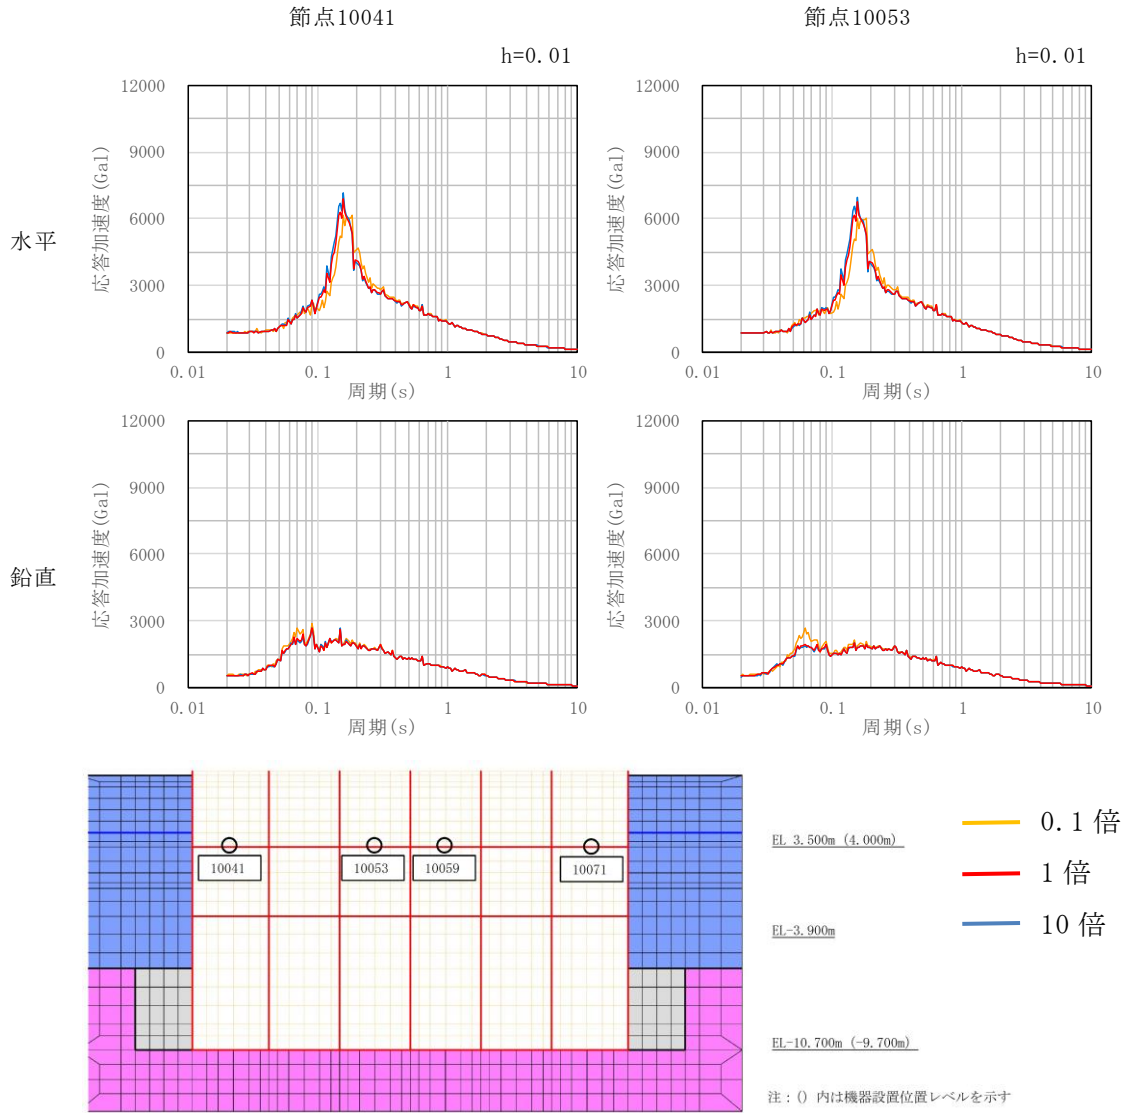 節点10041
節点10053
h=0.01
h=0.01
水平
応答加速度(Gal)
12000
9000
6000
3000
0
0.01
0.1
1
10
周期(s)
応答加速度(Gal)
12000
9000
6000
3000
0
0.01
0.1
1
10
周期(s)
鉛直
応答加速度(Gal)
12000
9000
6000
3000
0
0.01
0.1
1
10
周期(s)
応答加速度(Gal)
12000
9000
6000
3000
0
0.01
0.1
1
10
周期(s)
10041
10053
10059
10071
EL 3.500m (4.000m)
EL-3.900m
EL-10.700m (-9.700m)
0.1倍
1倍
10倍
注：() 内は機器設置位置レベルを示す